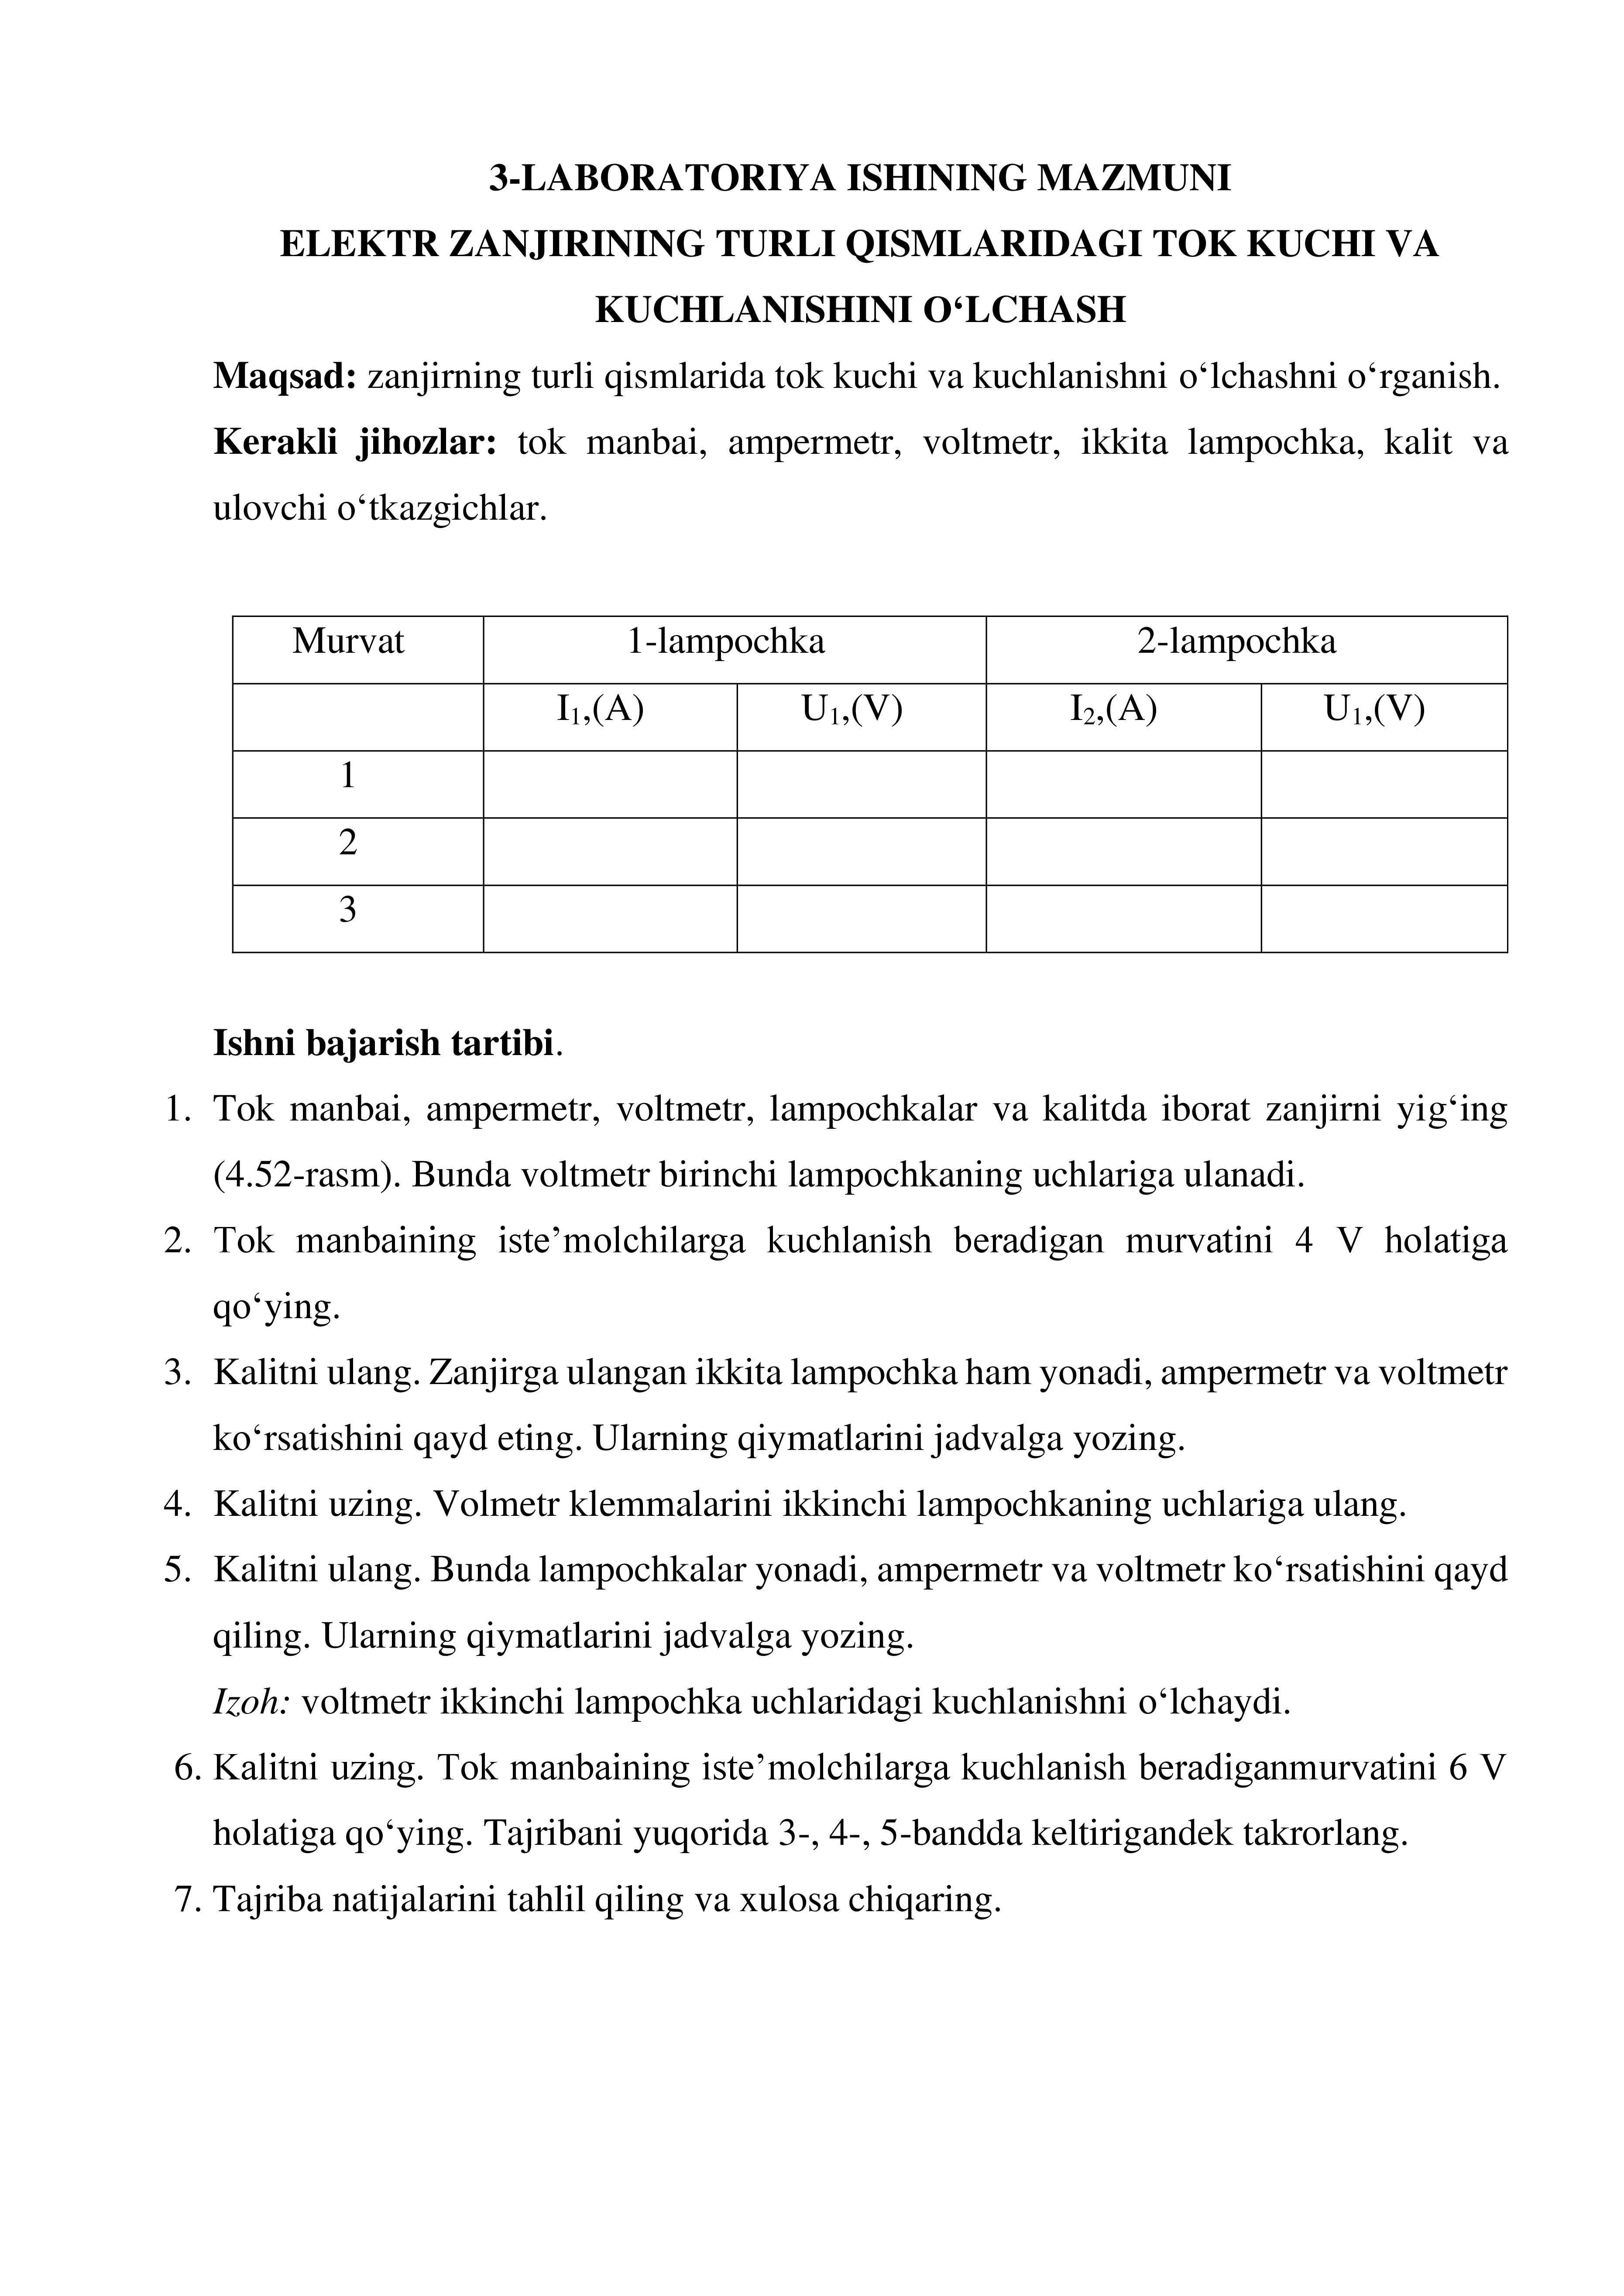 3-LABORATORIYA ISHINING MAZMUNI
ELEKTR ZANJIRINING TURLI QISMLARIDAGI TOK KUCHI VA
KUCHLANISHINI O‘LCHASH
Maqsad: zanjirning turli qismlarida tok kuchi va kuchlanishni o‘lchashni o‘rganish.
Kerakli jihozlar: tok manbai, ampermetr, voltmetr, ikkita lampochka, kalit va
ulovchi o‘tkazgichlar.
Murvat 1-lampochka 2-lampochka
I₁,(A) U₁,(V) I₂,(A) U₁,(V)
1
2
3
Ishni bajarish tartibi.
1. Tok manbai, ampermetr, voltmetr, lampochkalar va kalitda iborat zanjirni yig‘ing
(4.52-rasm). Bunda voltmetr birinchi lampochkaning uchlariga ulanadi.
2. Tok manbaining iste’molchilarga kuchlanish beradigan murvatini 4 V holatiga
qo‘ying.
3. Kalitni ulang. Zanjirga ulangan ikkita lampochka ham yonadi, ampermetr va voltmetr
ko‘rsatishini qayd eting. Ularning qiymatlarini jadvalga yozing.
4. Kalitni uzing. Volmetr klemmalarini ikkinchi lampochkaning uchlariga ulang.
5. Kalitni ulang. Bunda lampochkalar yonadi, ampermetr va voltmetr ko‘rsatishini qayd
qiling. Ularning qiymatlarini jadvalga yozing.
Izoh: voltmetr ikkinchi lampochka uchlaridagi kuchlanishni o‘lchaydi.
6. Kalitni uzing. Tok manbaining iste’molchilarga kuchlanish beradiganmurvatini 6 V
holatiga qo‘ying. Tajribani yuqorida 3-, 4-, 5-bandda keltirigandek takrorlang.
7. Tajriba natijalarini tahlil qiling va xulosa chiqaring.